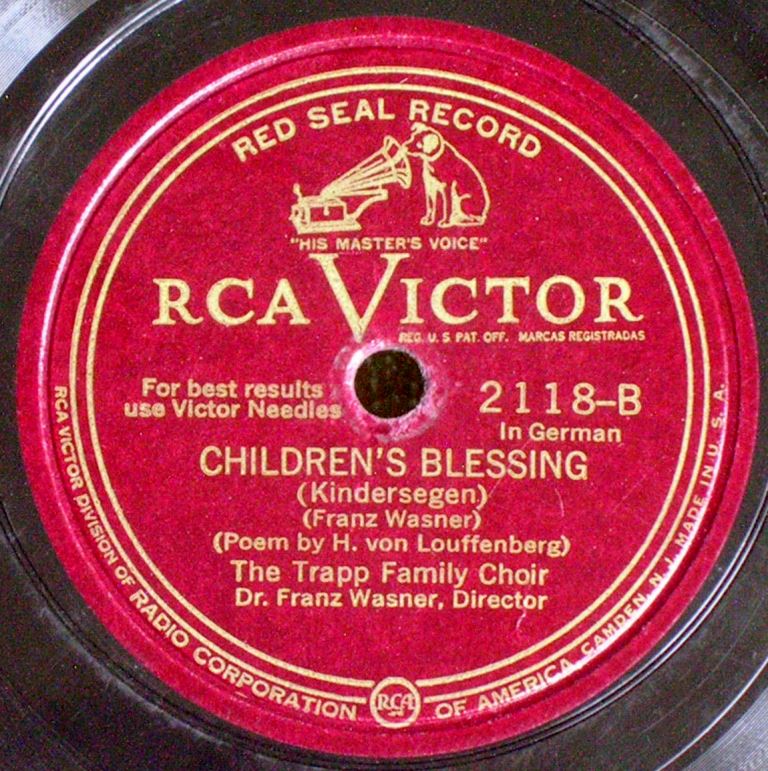 RED SEAL RECORD
"HIS MASTER'S VOICE"
RCA VICTOR
REG. U. S. PAT. OFF. MARCAS REGISTRADAS
For best results
use Victor Needles
2118-B
In German
CHILDREN'S BLESSING
(Kindersegen)
(Franz Wasner)
(Poem by H. von Louffenberg)
The Trapp Family Choir
Dr. Franz Wasner, Director
RCA VICTOR DIVISION OF RADIO CORPORATION OF AMERICA, CAMDEN, N. J. MADE IN U. S. A.
RCA